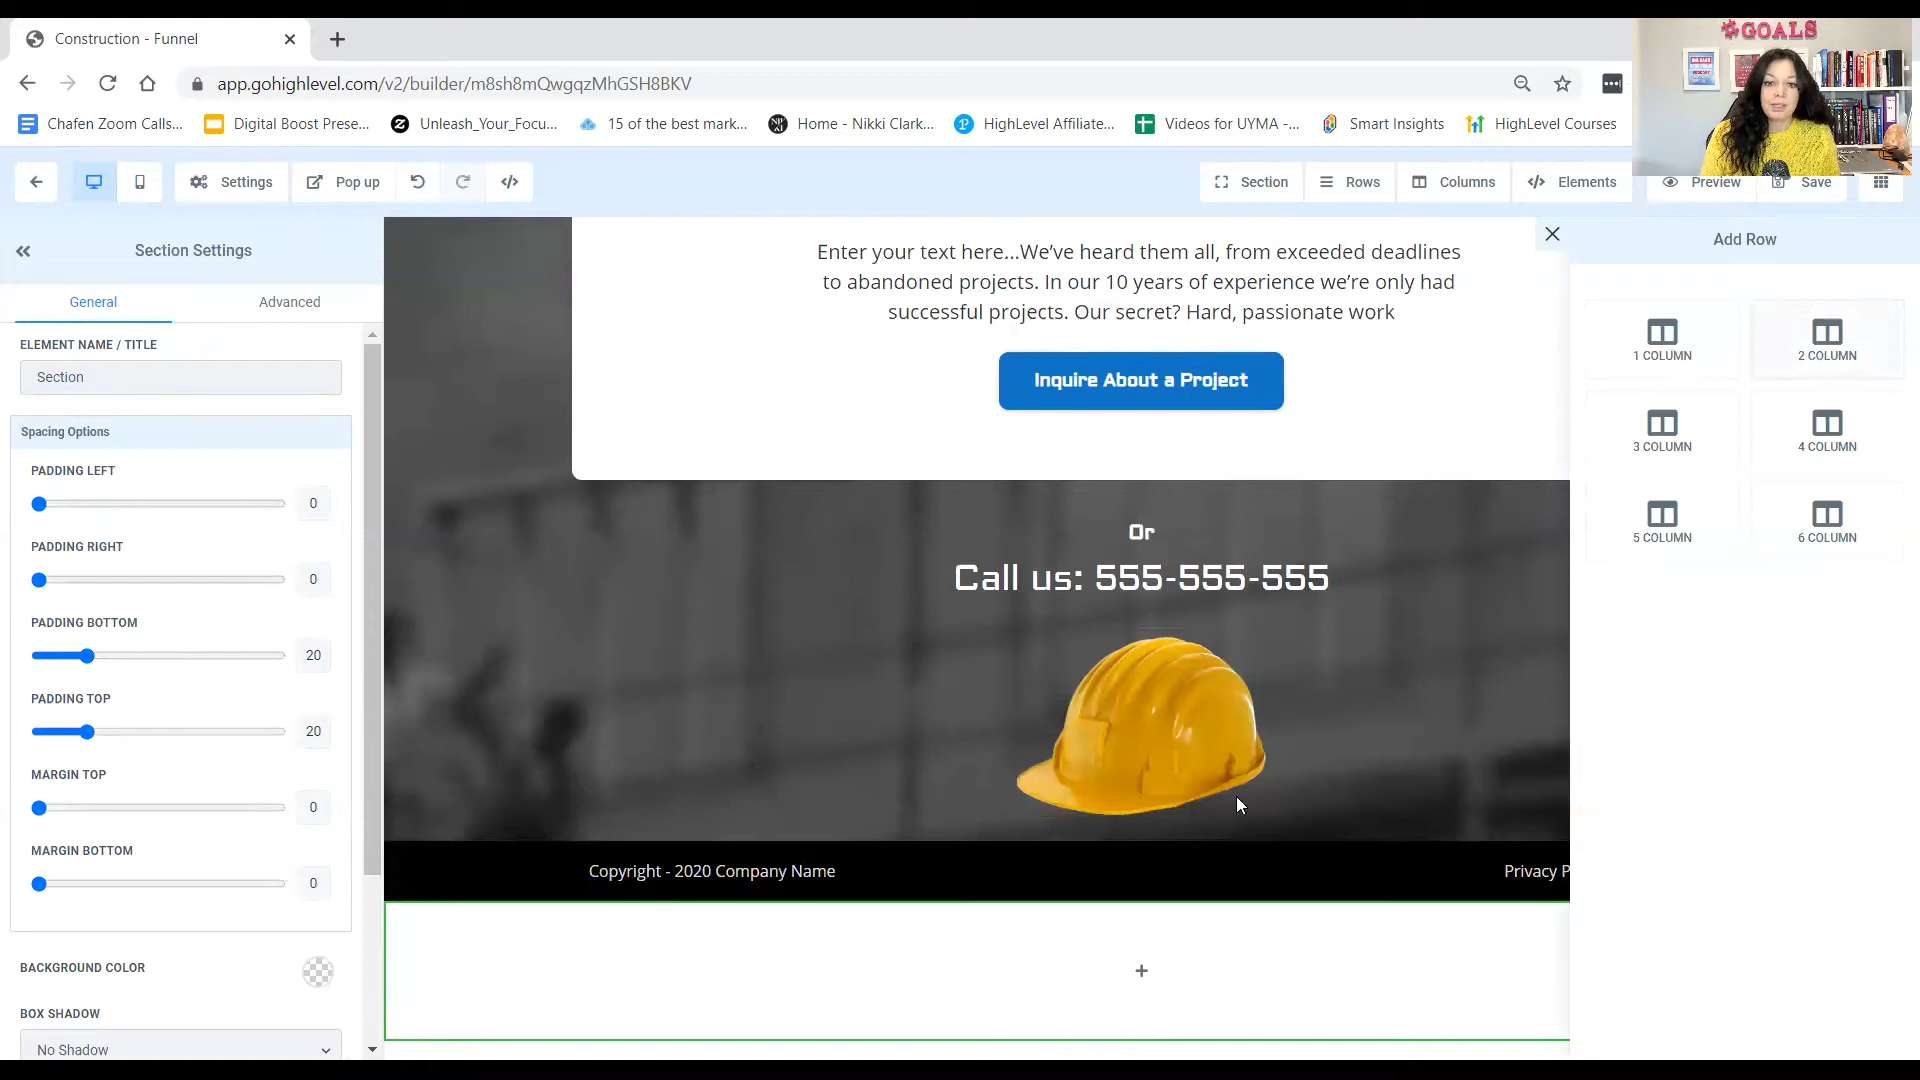 GOALS
Construction - Funnel
app.gohighlevel.com/v2/builder/m8sh8mQwgqzMhGSH8BKV
Chafen Zoom Calls...
Digital Boost Prese...
Unleash_Your_Focu...
15 of the best mark...
Home - Nikki Clark...
HighLevel Affiliate...
Videos for UYMA -...
Smart Insights
HighLevel Courses
Settings
Pop up
Section
Rows
Columns
Elements
Preview
Save
Section Settings
General
Advanced
ELEMENT NAME / TITLE
Section
Spacing Options
PADDING LEFT
0
PADDING RIGHT
0
PADDING BOTTOM
20
PADDING TOP
20
MARGIN TOP
0
MARGIN BOTTOM
0
BACKGROUND COLOR
BOX SHADOW
No Shadow
Enter your text here...We've heard them all, from exceeded deadlines
to abandoned projects. In our 10 years of experience we're only had
successful projects. Our secret? Hard, passionate work
Inquire About a Project
Or
Call us: 555-555-555
Copyright - 2020 Company Name
Privacy P
Add Row
1 COLUMN
2 COLUMN
3 COLUMN
4 COLUMN
5 COLUMN
6 COLUMN